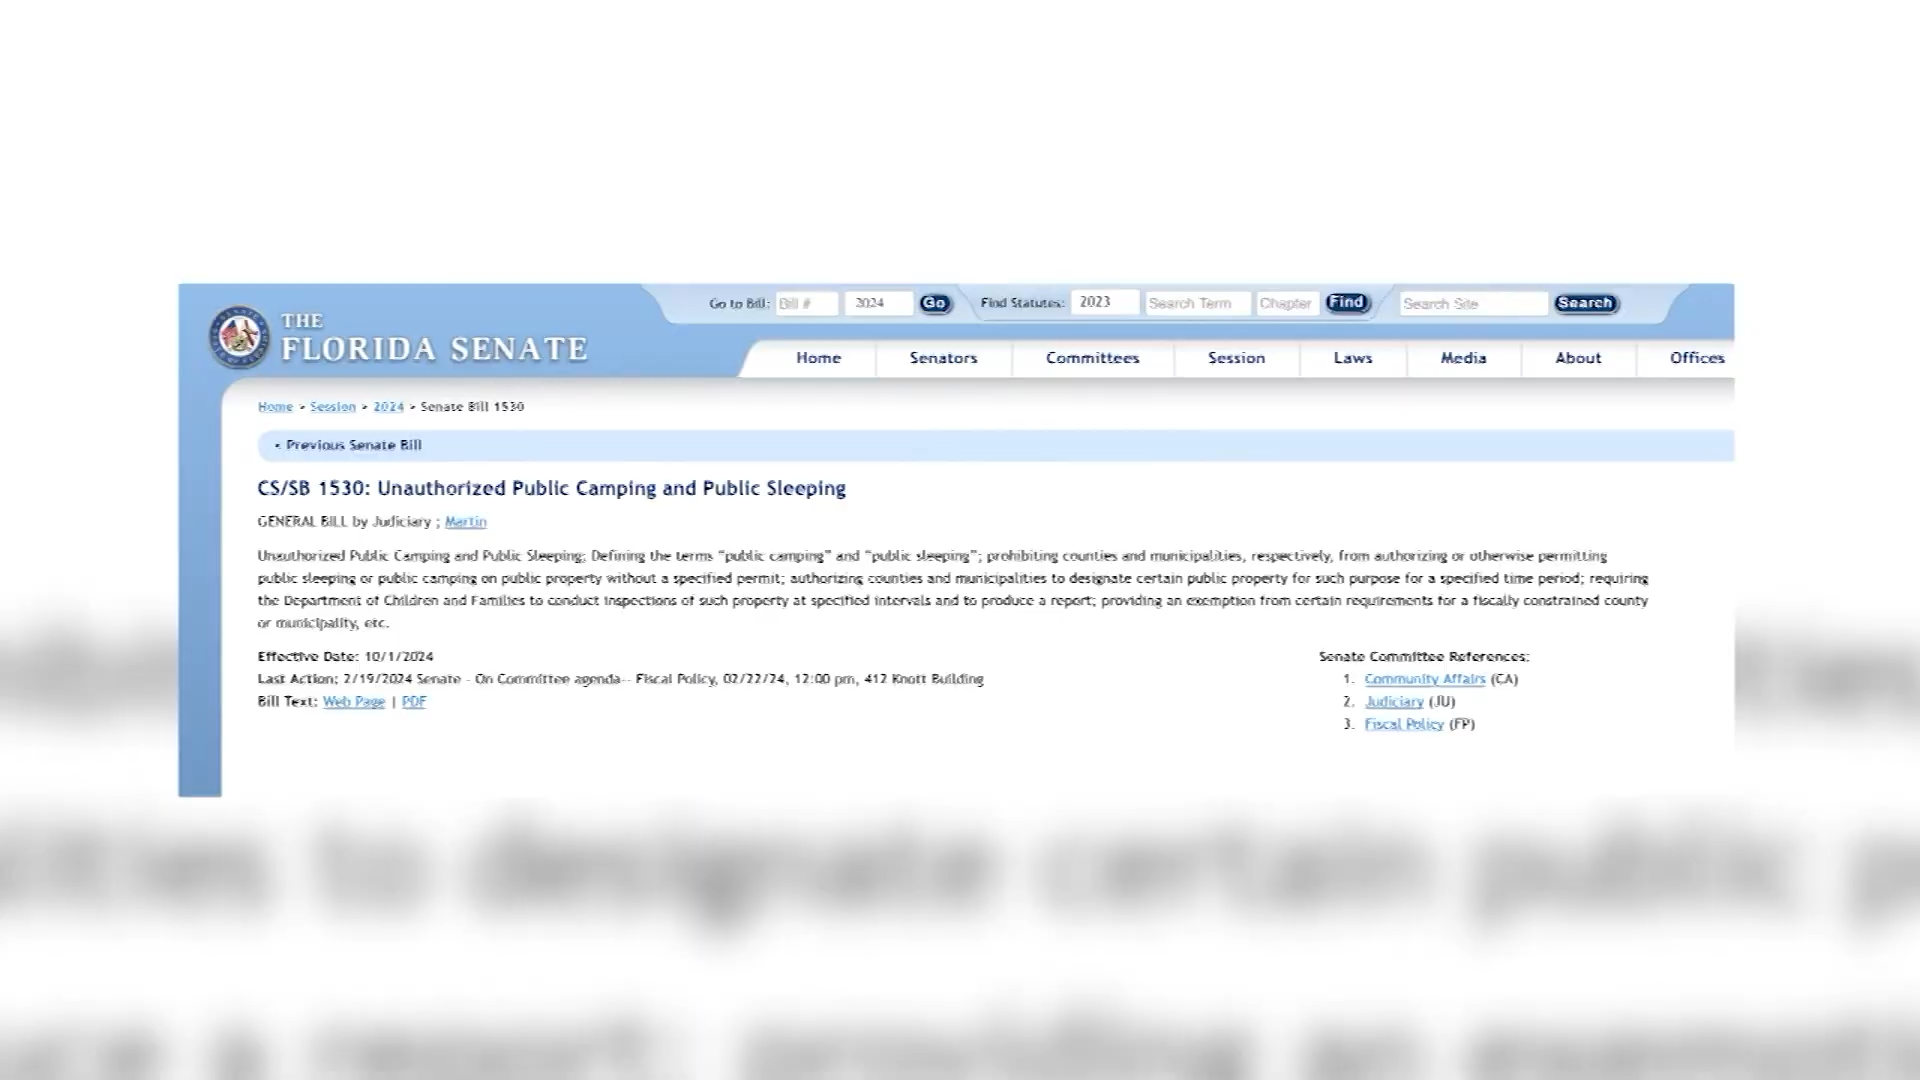 THE
FLORIDA SENATE
Go to Bill: Bill # 2024 Go Find Statutes: 2023 Search Term Chapter Find Search Site Search
Home Senators Committees Session Laws Media About Offices
Home > Session > 2024 > Senate Bill 1530
< Previous Senate Bill
CS/SB 1530: Unauthorized Public Camping and Public Sleeping
GENERAL BILL by Judiciary ; Martin
Unauthorized Public Camping and Public Sleeping; Defining the terms “public camping” and “public sleeping”; prohibiting counties and municipalities, respectively, from authorizing or otherwise permitting
public sleeping or public camping on public property without a specified permit; authorizing counties and municipalities to designate certain public property for such purpose for a specified time period; requiring
the Department of Children and Families to conduct inspections of such property at specified intervals and to produce a report; providing an exemption from certain requirements for a fiscally constrained county
or municipality, etc.
Effective Date: 10/1/2024
Last Action: 2/19/2024 Senate - On Committee agenda-- Fiscal Policy, 02/22/24, 12:00 pm, 412 Knott Building
Bill Text: Web Page | PDF
Senate Committee References:
1. Community Affairs (CA)
2. Judiciary (JU)
3. Fiscal Policy (FP)
to designate certain public